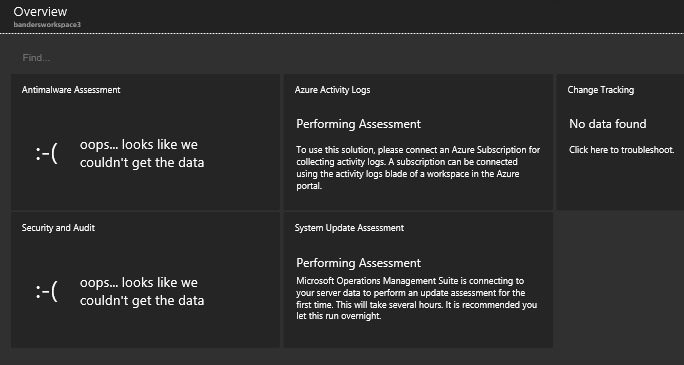 Overview
bandersworkspace3
Find...
Antimalware Assessment
:-(
oops... looks like we
couldn't get the data
Azure Activity Logs
Performing Assessment
To use this solution, please connect an Azure Subscription for
collecting activity logs. A subscription can be connected
using the activity logs blade of a workspace in the Azure
portal.
Change Tracking
No data found
Click here to troubleshoot.
Security and Audit
:-(
oops... looks like we
couldn't get the data
System Update Assessment
Performing Assessment
Microsoft Operations Management Suite is connecting to
your server data to perform an update assessment for the
first time. This will take several hours. It is recommended you
let this run overnight.